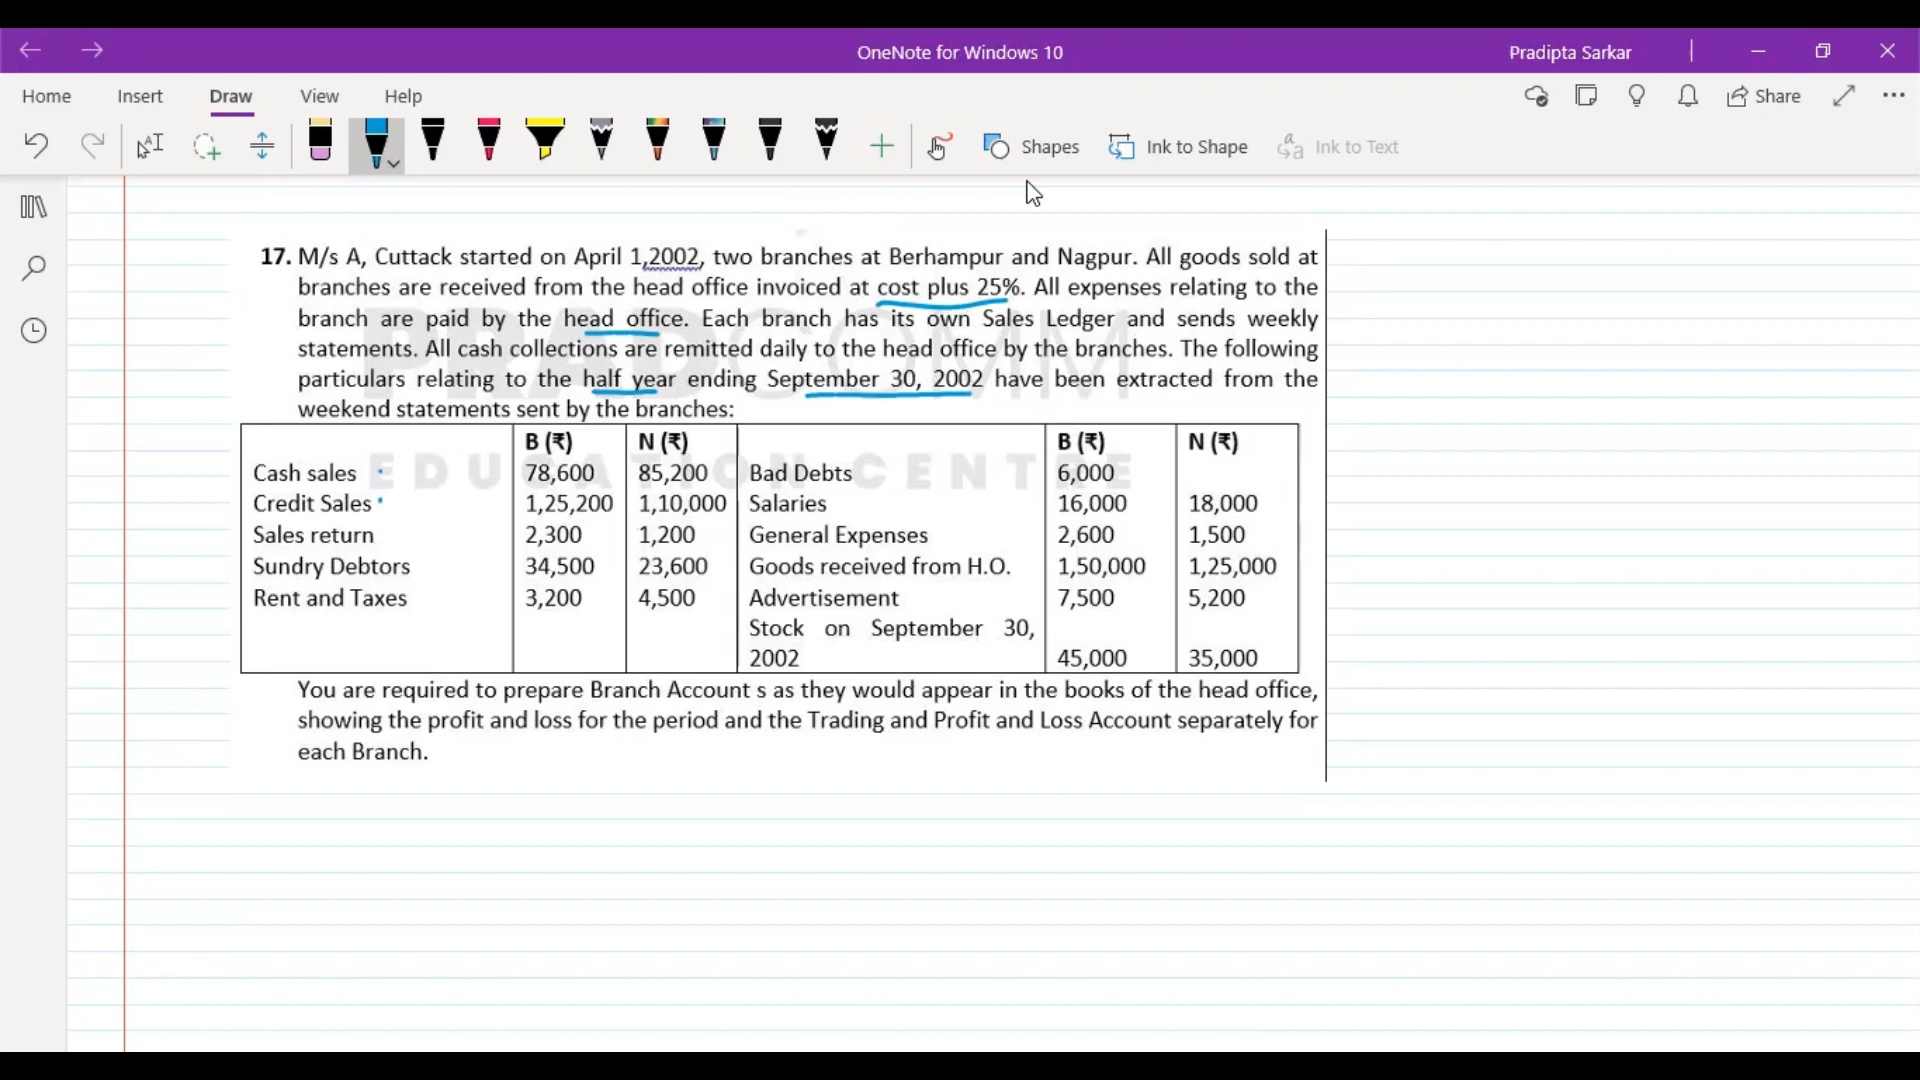 OneNote for Windows 10
Pradipta Sarkar
Home Insert Draw View Help
Share
Shapes Ink to Shape Ink to Text
17. M/s A, Cuttack started on April 1,2002, two branches at Berhampur and Nagpur. All goods sold at
branches are received from the head office invoiced at cost plus 25%. All expenses relating to the
branch are paid by the head office. Each branch has its own Sales Ledger and sends weekly
statements. All cash collections are remitted daily to the head office by the branches. The following
particulars relating to the half year ending September 30, 2002 have been extracted from the
weekend statements sent by the branches:
B (₹) N (₹) B (₹) N (₹)
Cash sales 78,600 85,200 Bad Debts 6,000
Credit Sales 1,25,200 1,10,000 Salaries 16,000 18,000
Sales return 2,300 1,200 General Expenses 2,600 1,500
Sundry Debtors 34,500 23,600 Goods received from H.O. 1,50,000 1,25,000
Rent and Taxes 3,200 4,500 Advertisement 7,500 5,200
Stock on September 30,
2002 45,000 35,000
You are required to prepare Branch Account s as they would appear in the books of the head office,
showing the profit and loss for the period and the Trading and Profit and Loss Account separately for
each Branch.
PRADCOMM
EDUCATION CENTRE